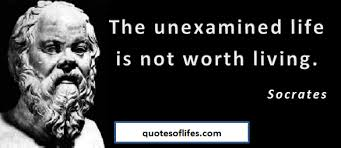 The unexamined life
is not worth living.
Socrates
quotesoflifes.com